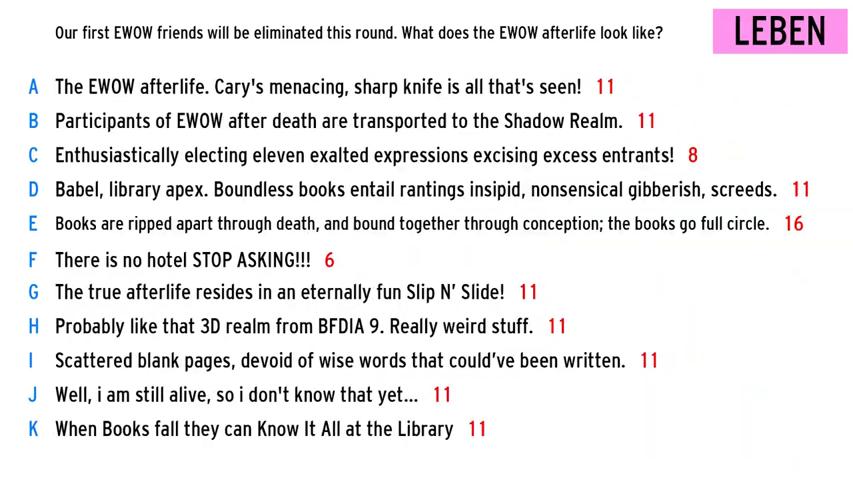 Our first EWOW friends will be eliminated this round. What does the EWOW afterlife look like?
LEBEN
A The EWOW afterlife. Cary's menacing, sharp knife is all that's seen! 11
B Participants of EWOW after death are transported to the Shadow Realm. 11
C Enthusiastically electing eleven exalted expressions excising excess entrants! 8
D Babel, library apex. Boundless books entail rantings insipid, nonsensical gibberish, screeds. 11
E Books are ripped apart through death, and bound together through conception; the books go full circle. 16
F There is no hotel STOP ASKING!!! 6
G The true afterlife resides in an eternally fun Slip N’ Slide! 11
H Probably like that 3D realm from BFDIA 9. Really weird stuff. 11
I Scattered blank pages, devoid of wise words that could’ve been written. 11
J Well, i am still alive, so i don't know that yet... 11
K When Books fall they can Know It All at the Library 11